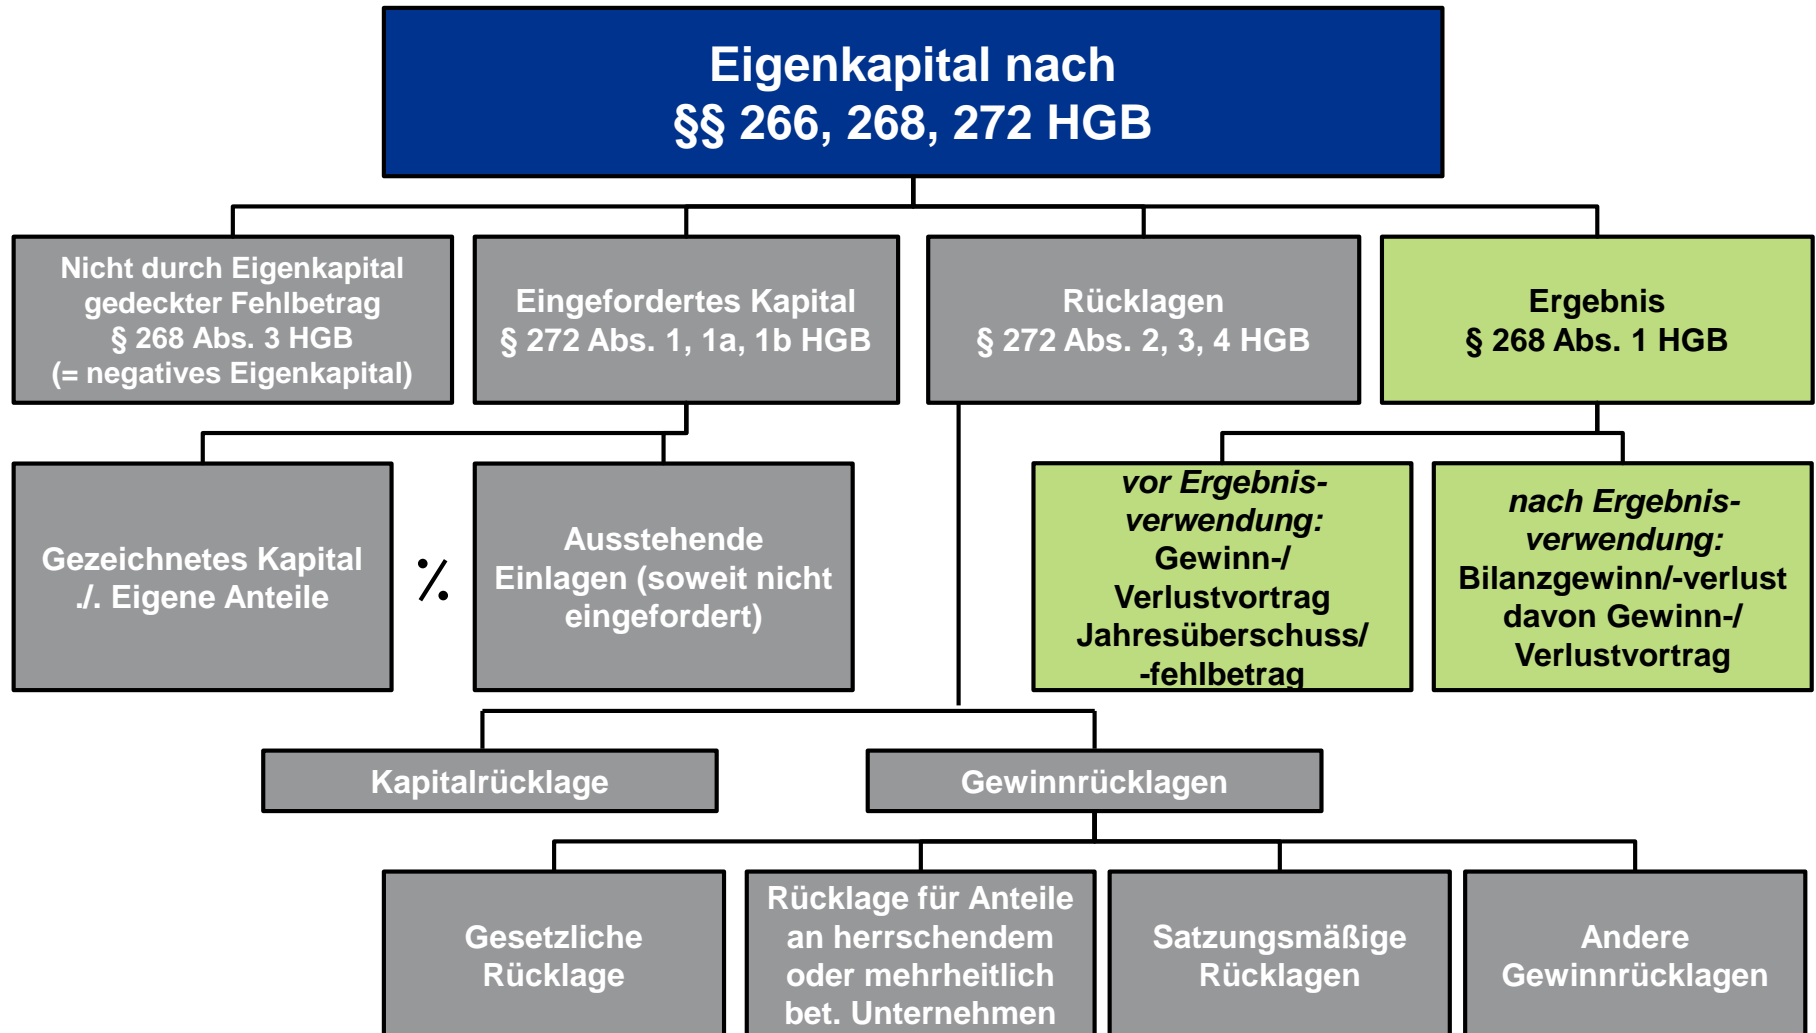 Eigenkapital nach
§§ 266, 268, 272 HGB
Nicht durch Eigenkapital
gedeckter Fehlbetrag
§ 268 Abs. 3 HGB
(= negatives Eigenkapital)
Eingefordertes Kapital
§ 272 Abs. 1, 1a, 1b HGB
Rücklagen
§ 272 Abs. 2, 3, 4 HGB
Ergebnis
§ 268 Abs. 1 HGB
Gezeichnetes Kapital
./. Eigene Anteile
⁒
Ausstehende
Einlagen (soweit nicht
eingefordert)
vor Ergebnis-
verwendung:
Gewinn-/
Verlustvortrag
Jahresüberschuss/
-fehlbetrag
nach Ergebnis-
verwendung:
Bilanzgewinn/-verlust
davon Gewinn-/
Verlustvortrag
Kapitalrücklage
Gewinnrücklagen
Gesetzliche
Rücklage
Rücklage für Anteile
an herrschendem
oder mehrheitlich
bet. Unternehmen
Satzungsmäßige
Rücklagen
Andere
Gewinnrücklagen